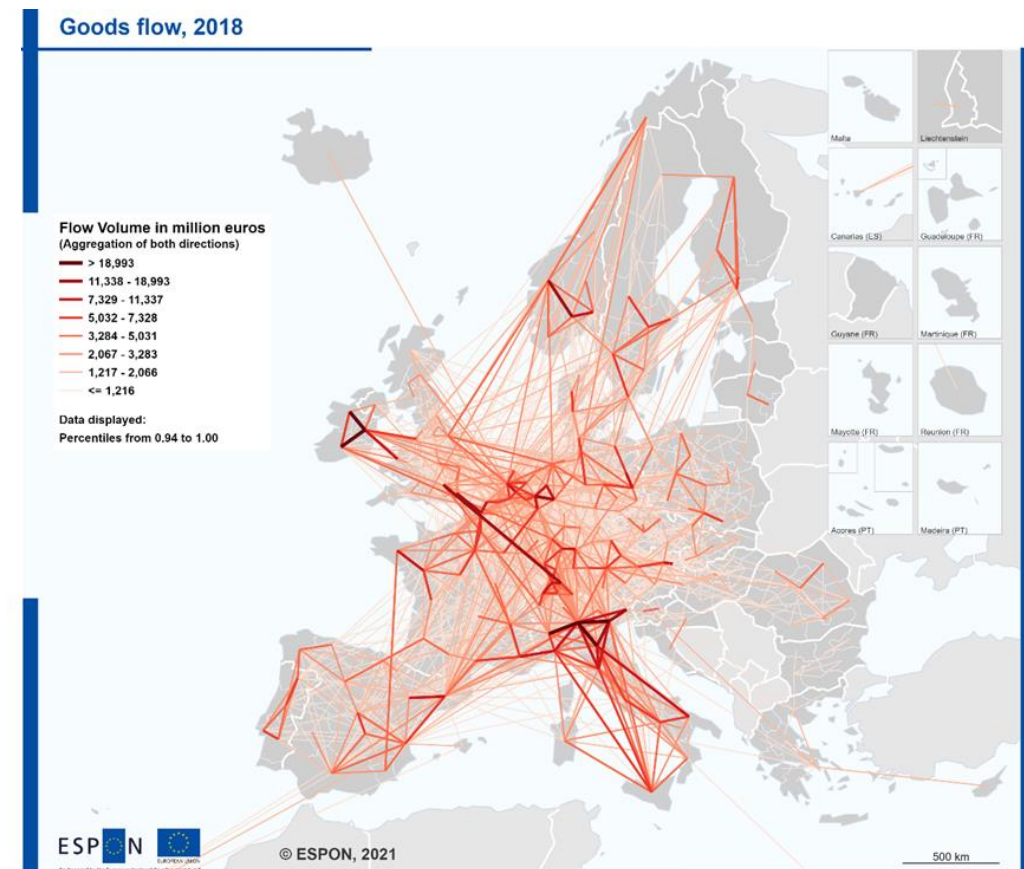 Goods flow, 2018
Flow Volume in million euros
(Aggregation of both directions)
> 18,993
11,338 - 18,993
7,329 - 11,337
5,032 - 7,328
3,284 - 5,031
2,067 - 3,283
1,217 - 2,066
<= 1,216
Data displayed:
Percentiles from 0.94 to 1.00
Malta
Liechtenstein
Canarias (ES)
Guadeloupe (FR)
Guyane (FR)
Martinique (FR)
Mayotte (FR)
Reunion (FR)
Acores (PT)
Madeira (PT)
ESPON
EUROPEAN UNION
© ESPON, 2021
500 km